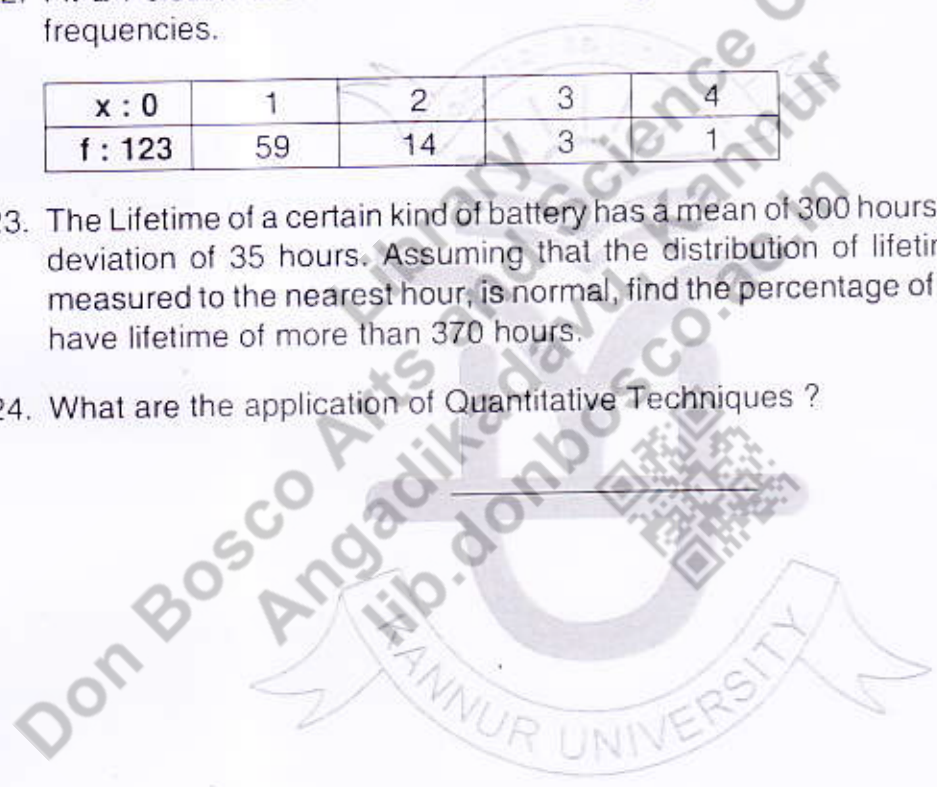 frequencies.
x : 0 1 2 3 4
f : 123 59 14 3 1
23. The Lifetime of a certain kind of battery has a mean of 300 hours
deviation of 35 hours. Assuming that the distribution of
measured to the nearest hour, is normal, find the percentage of
have lifetime of more than 370 hours.
24. What are the application of Quantitative Techniques ?
Library
Don Bosco Arts and Science
Angadikadavu, Kannur
lib.donbosco.ac.in
KANNUR UNIVERSITY